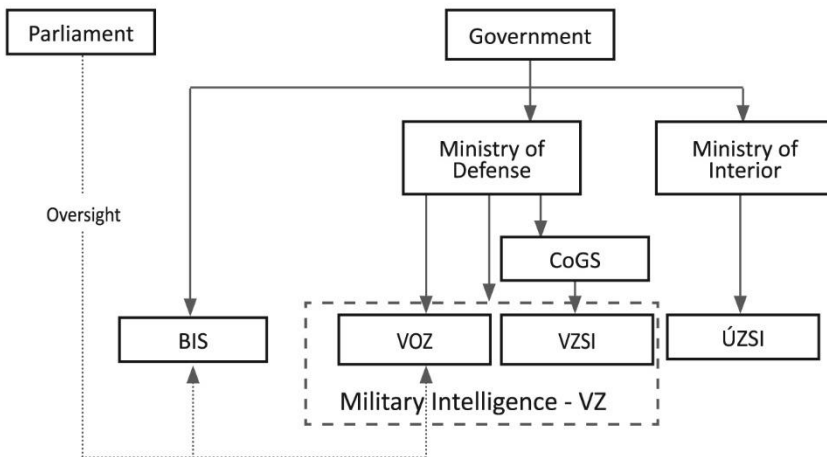 Parliament
Government
Ministry of
Defense
Ministry of
Interior
Oversight
CoGS
BIS
VOZ
VZSI
ÚZSI
Military Intelligence - VZ